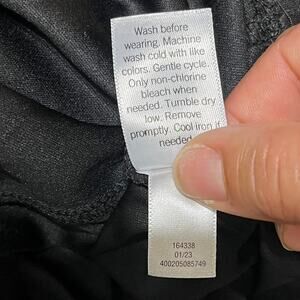 Wash before
wearing. Machine
wash cold with like
colors. Gentle cycle.
Only non-chlorine
bleach when
needed. Tumble dry
low. Remove
promptly. Cool iron if
needed
164338
01/23
400205085749